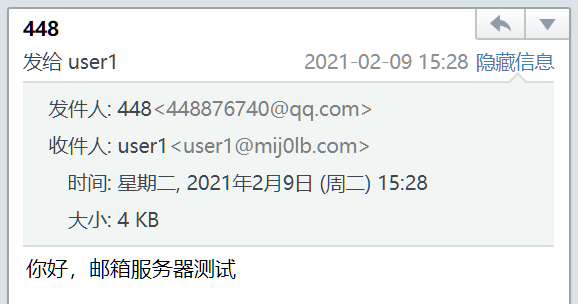 448
发给 user1 2021-02-09 15:28 隐藏信息
发件人: 448<448876740@qq.com>
收件人: user1<user1@mij0lb.com>
时间: 星期二, 2021年2月9日 (周二) 15:28
大小: 4 KB
你好，邮箱服务器测试